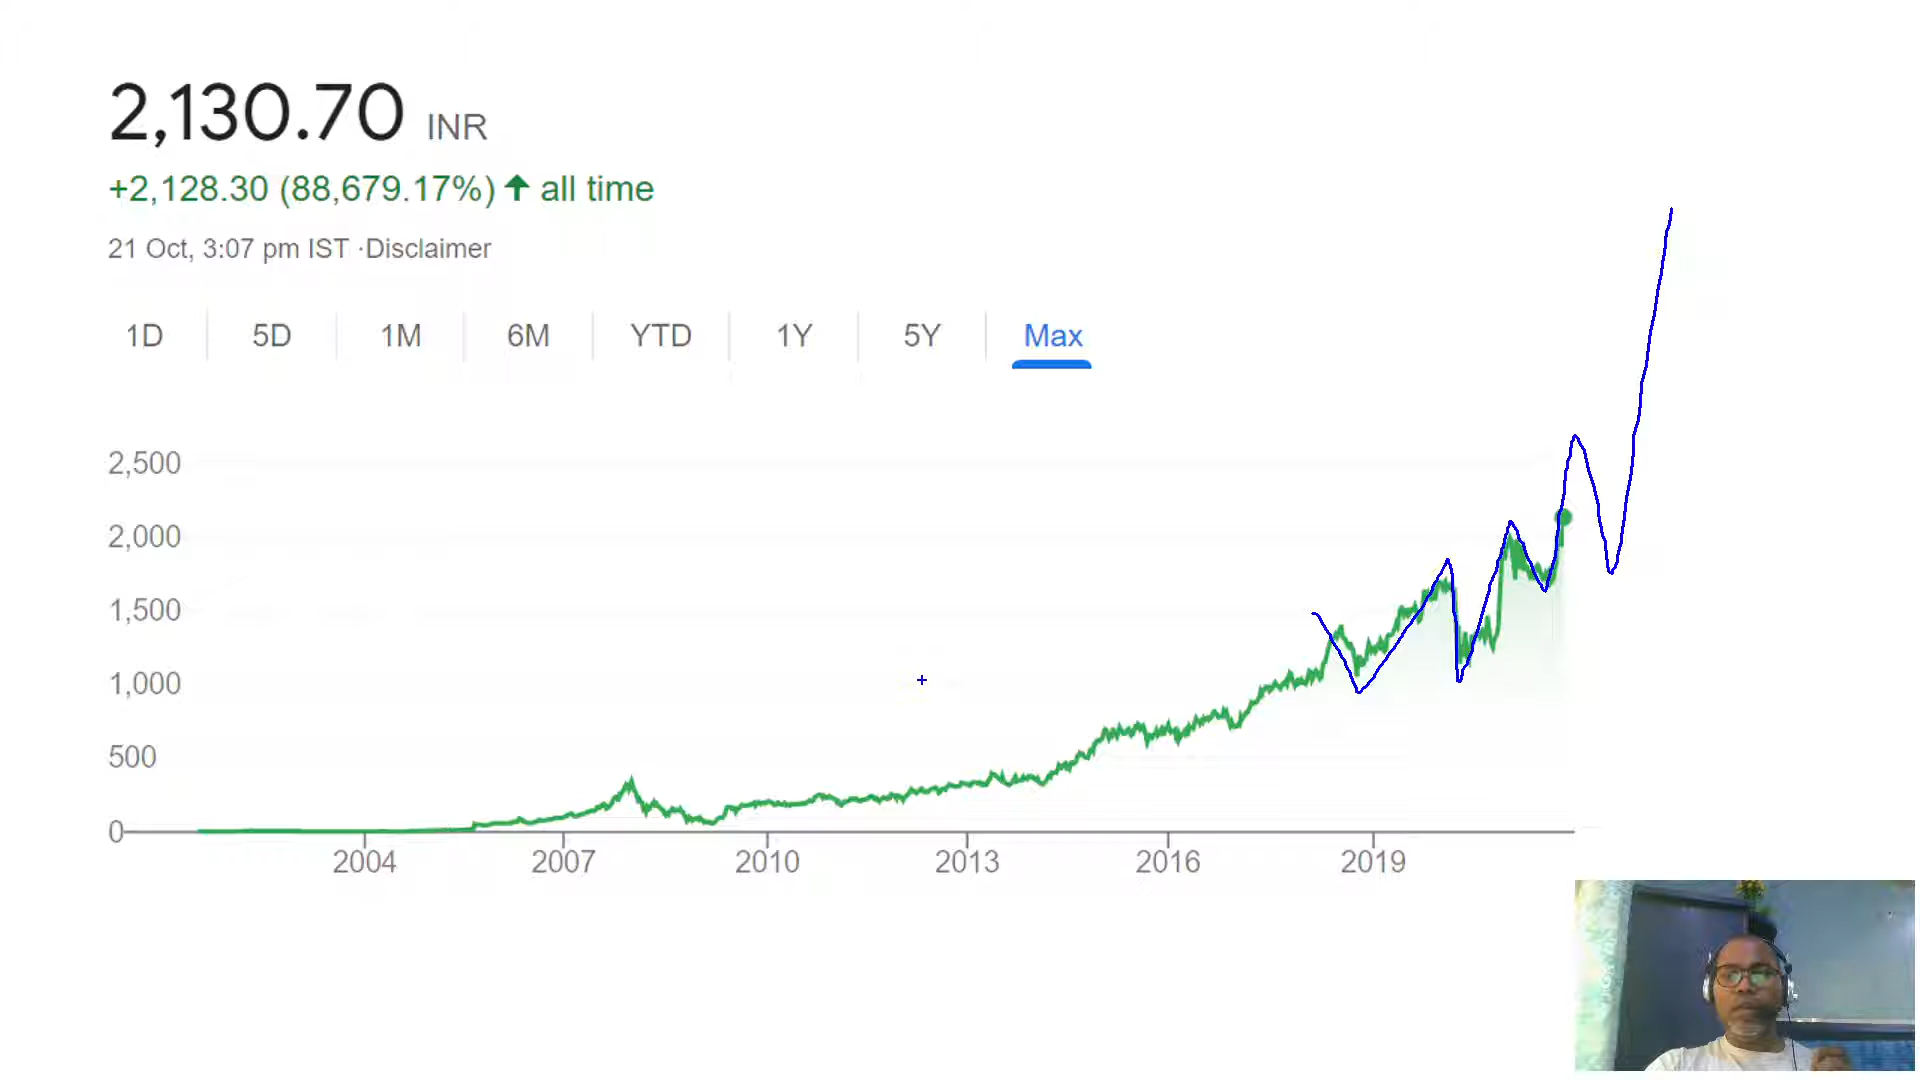 2,130.70 INR
+2,128.30 (88,679.17%) ↑ all time
21 Oct, 3:07 pm IST ·Disclaimer
1D 5D 1M 6M YTD 1Y 5Y Max
2,500
2,000
1,500
1,000
500
0
2004 2007 2010 2013 2016 2019